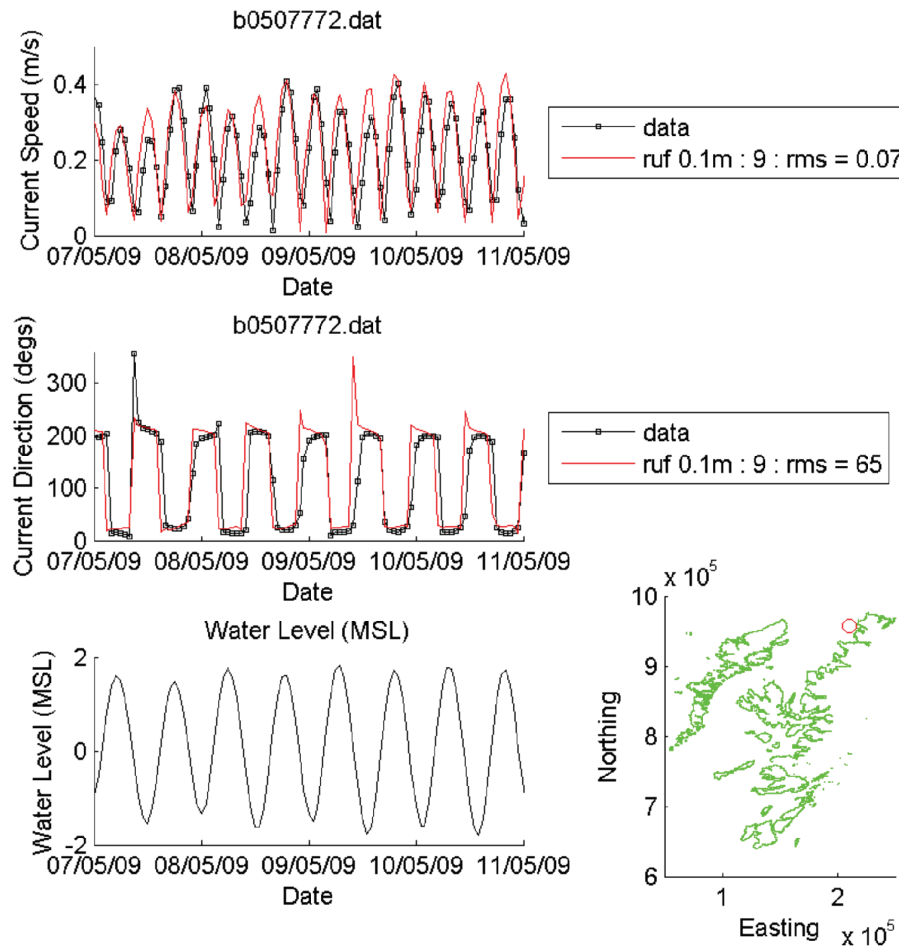 b0507772.dat
Current Speed (m/s)
0.4
0.2
0
07/05/09 08/05/09 09/05/09 10/05/09 11/05/09
Date
data
ruf 0.1m : 9 : rms = 0.07
b0507772.dat
Current Direction (degs)
300
200
100
0
07/05/09 08/05/09 09/05/09 10/05/09 11/05/09
Date
data
ruf 0.1m : 9 : rms = 65
Water Level (MSL)
Water Level (MSL)
2
0
-2
07/05/09 08/05/09 09/05/09 10/05/09 11/05/09
Date
x 10^5
Northing
10
9
8
7
6
1 2
Easting
x 10^5